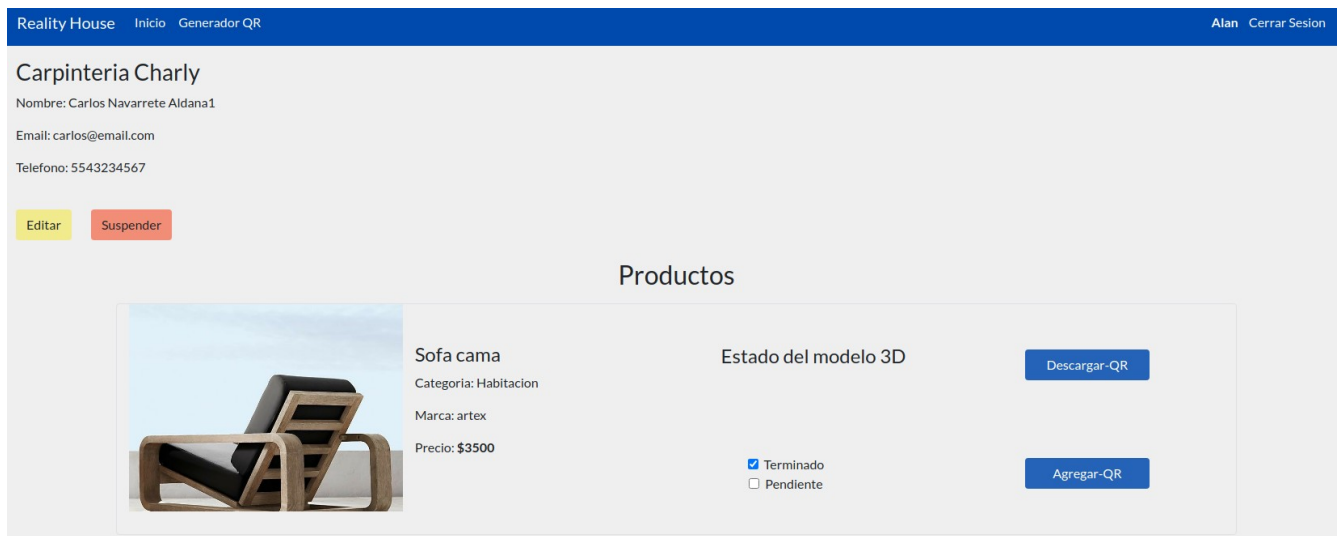 Reality House Inicio Generador QR Alan Cerrar Sesion
Carpinteria Charly
Nombre: Carlos Navarrete Aldana1
Email: carlos@email.com
Telefono: 5543234567
Editar Suspender
Productos
Sofa cama
Categoria: Habitacion
Marca: artex
Precio: $3500
Estado del modelo 3D
Terminado
Pendiente
Descargar-QR
Agregar-QR